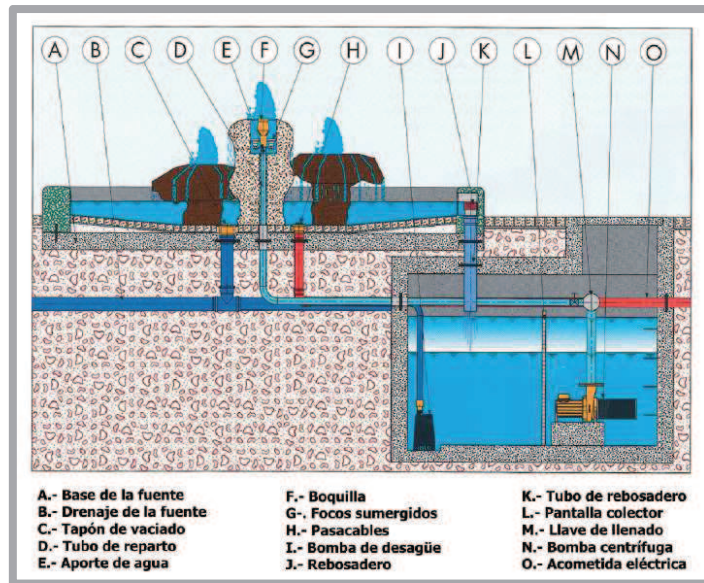 A B C D E F G H I J K L M N O
A.- Base de la fuente
B.- Drenaje de la fuente
C.- Tapón de vaciado
D.- Tubo de reparto
E.- Aporte de agua
F.- Boquilla
G-. Focos sumergidos
H.- Pasacables
I.- Bomba de desagüe
J.- Rebosadero
K.- Tubo de rebosadero
L.- Pantalla colector
M.- Llave de llenado
N.- Bomba centrífuga
O.- Acometida eléctrica